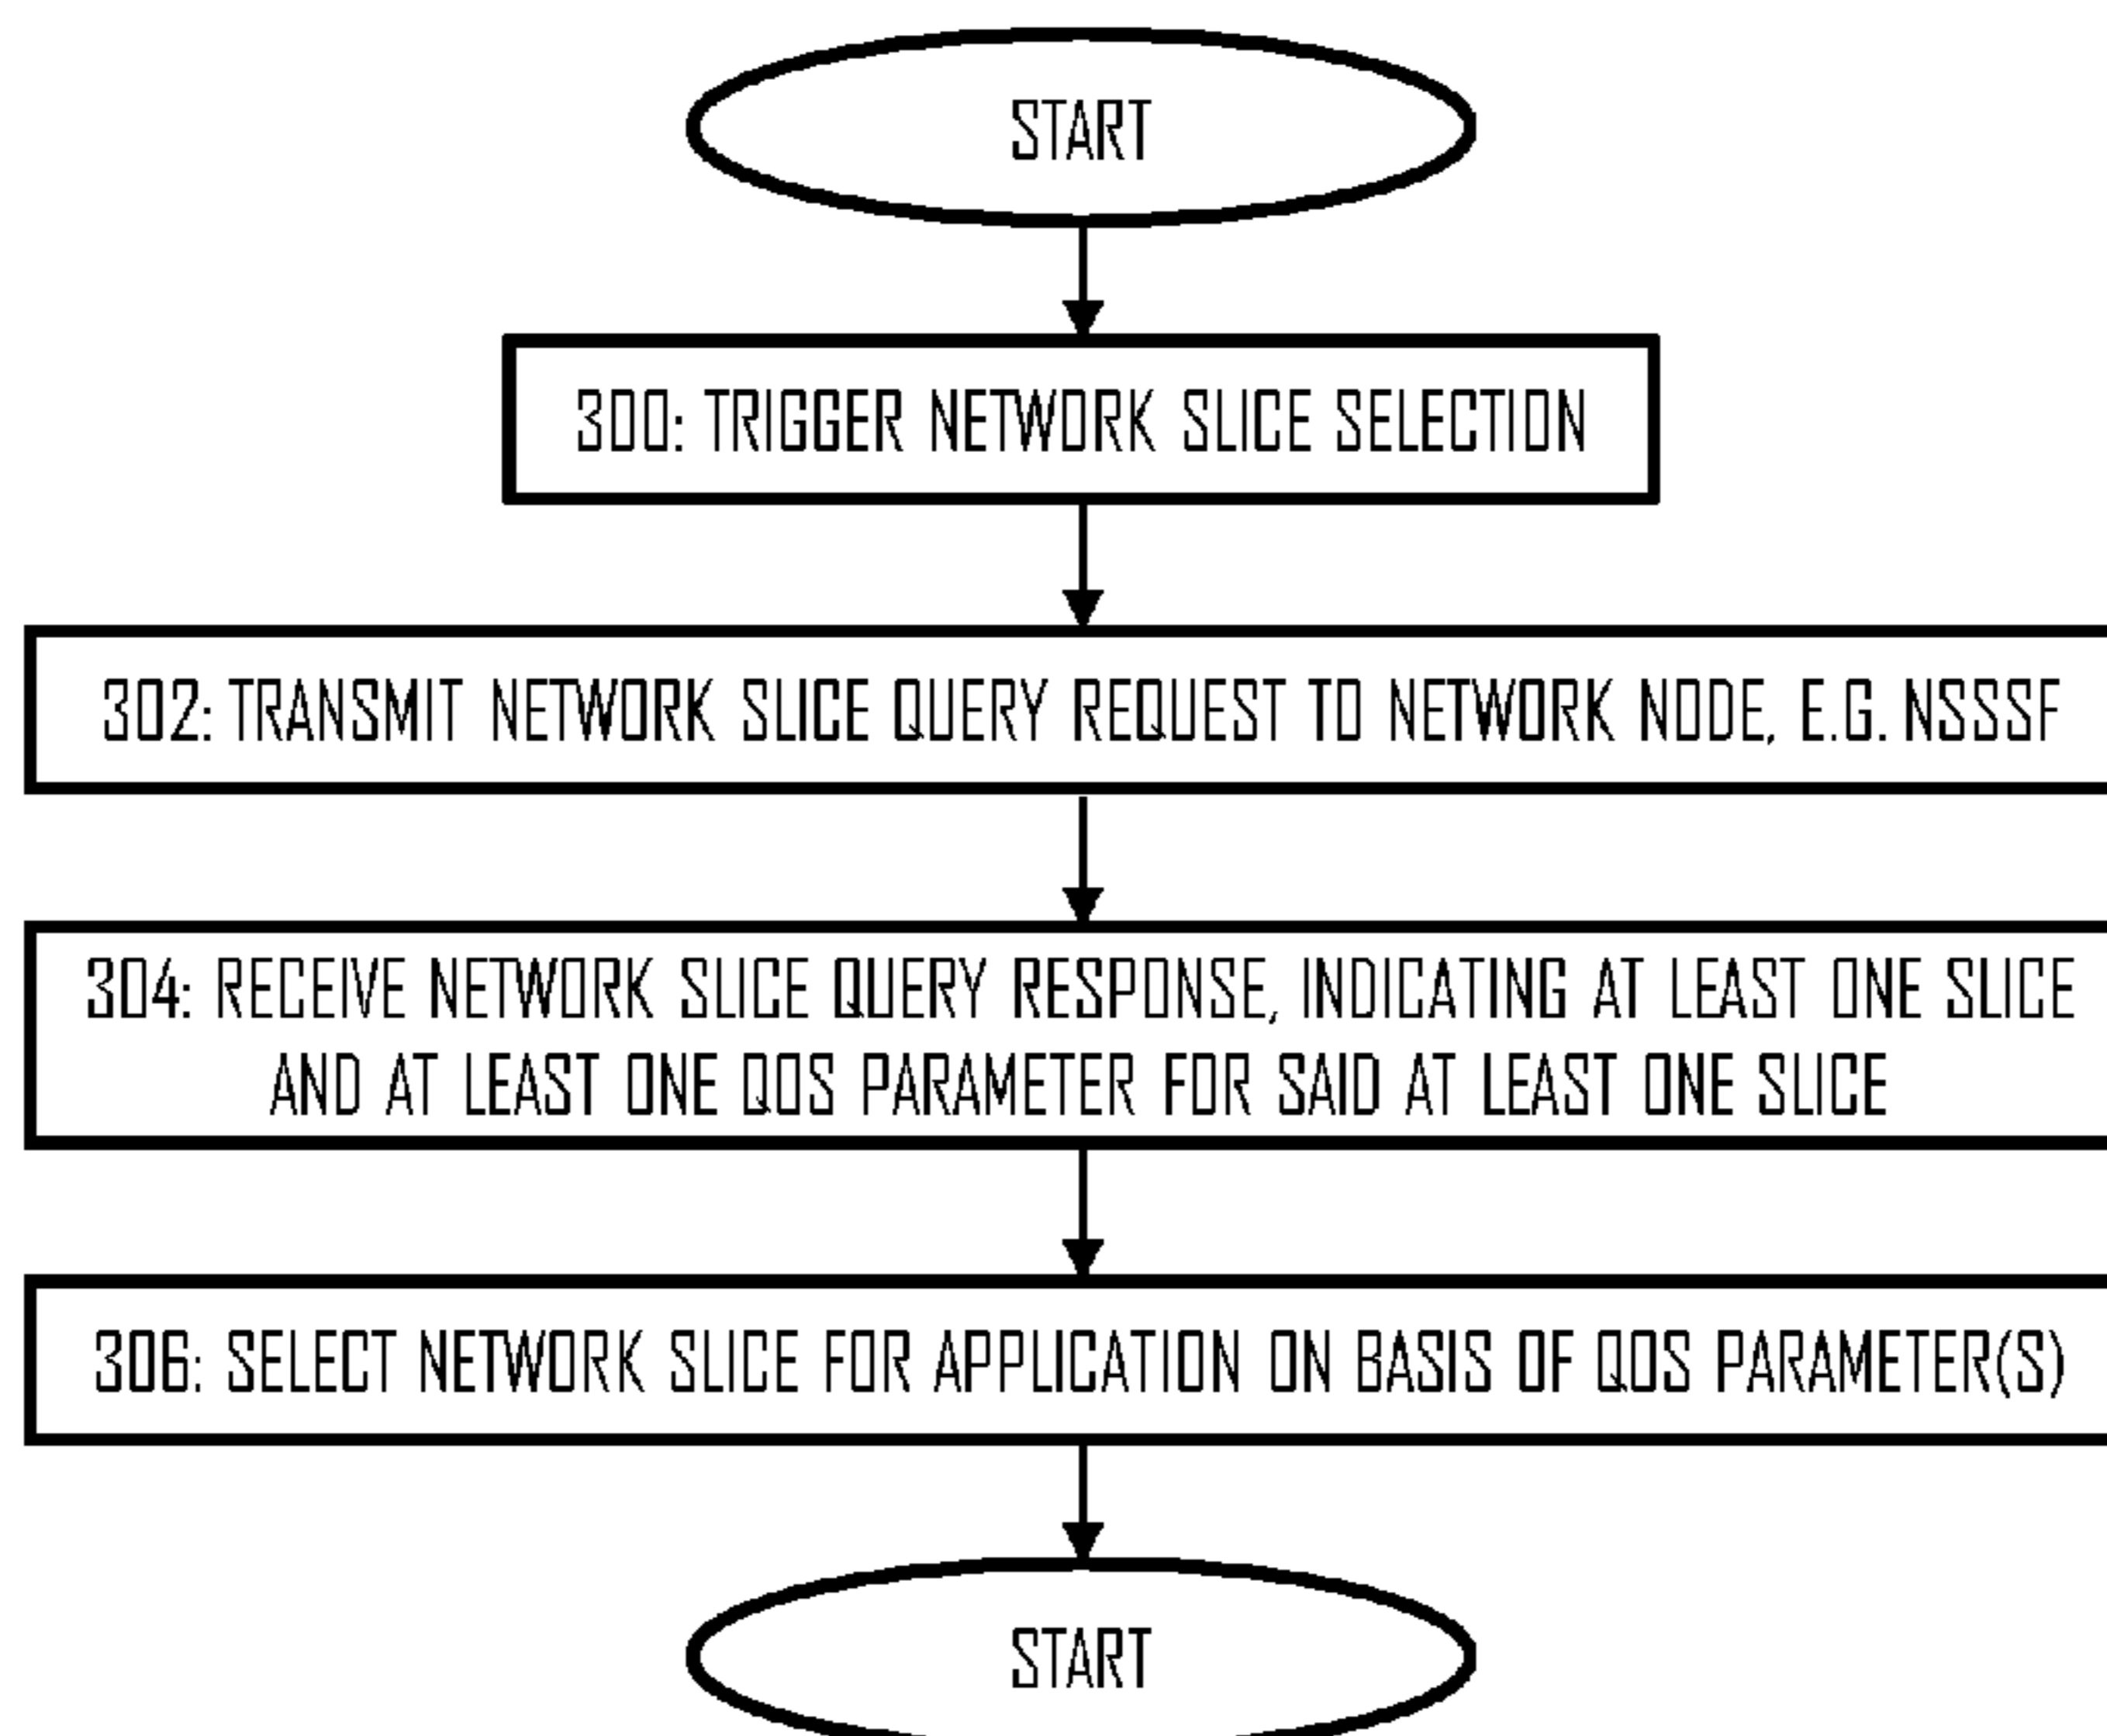 START
300: TRIGGER NETWORK SLICE SELECTION
302: TRANSMIT NETWORK SLICE QUERY REQUEST TO NETWORK NODE, E.G. NSSSF
304: RECEIVE NETWORK SLICE QUERY RESPONSE, INDICATING AT LEAST ONE SLICE
AND AT LEAST ONE QOS PARAMETER FOR SAID AT LEAST ONE SLICE
306: SELECT NETWORK SLICE FOR APPLICATION ON BASIS OF QOS PARAMETER(S)
START